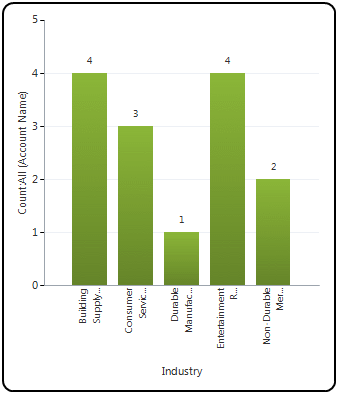 5
4
3
2
1
0
Count:All (Account Name)
4
3
1
4
2
Building
Supply...
Consumer
Servic...
Durable
Manufac...
Entertainment
R...
Non-Durable
Mer...
Industry